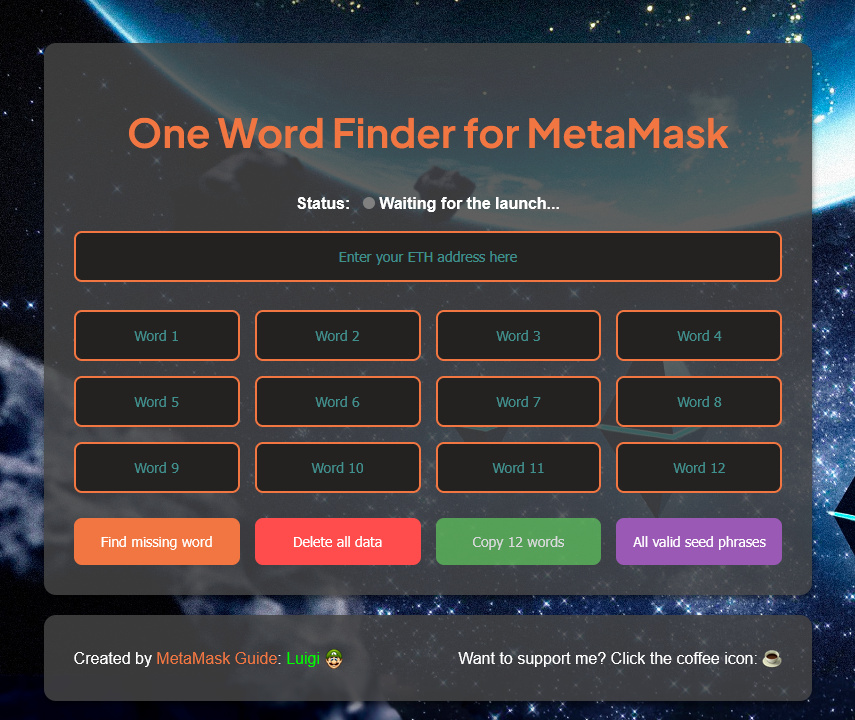 One Word Finder for MetaMask
Status: Waiting for the launch...
Enter your ETH address here
Word 1 Word 2 Word 3 Word 4
Word 5 Word 6 Word 7 Word 8
Word 9 Word 10 Word 11 Word 12
Find missing word Delete all data Copy 12 words All valid seed phrases
Created by MetaMask Guide: Luigi Want to support me? Click the coffee icon: